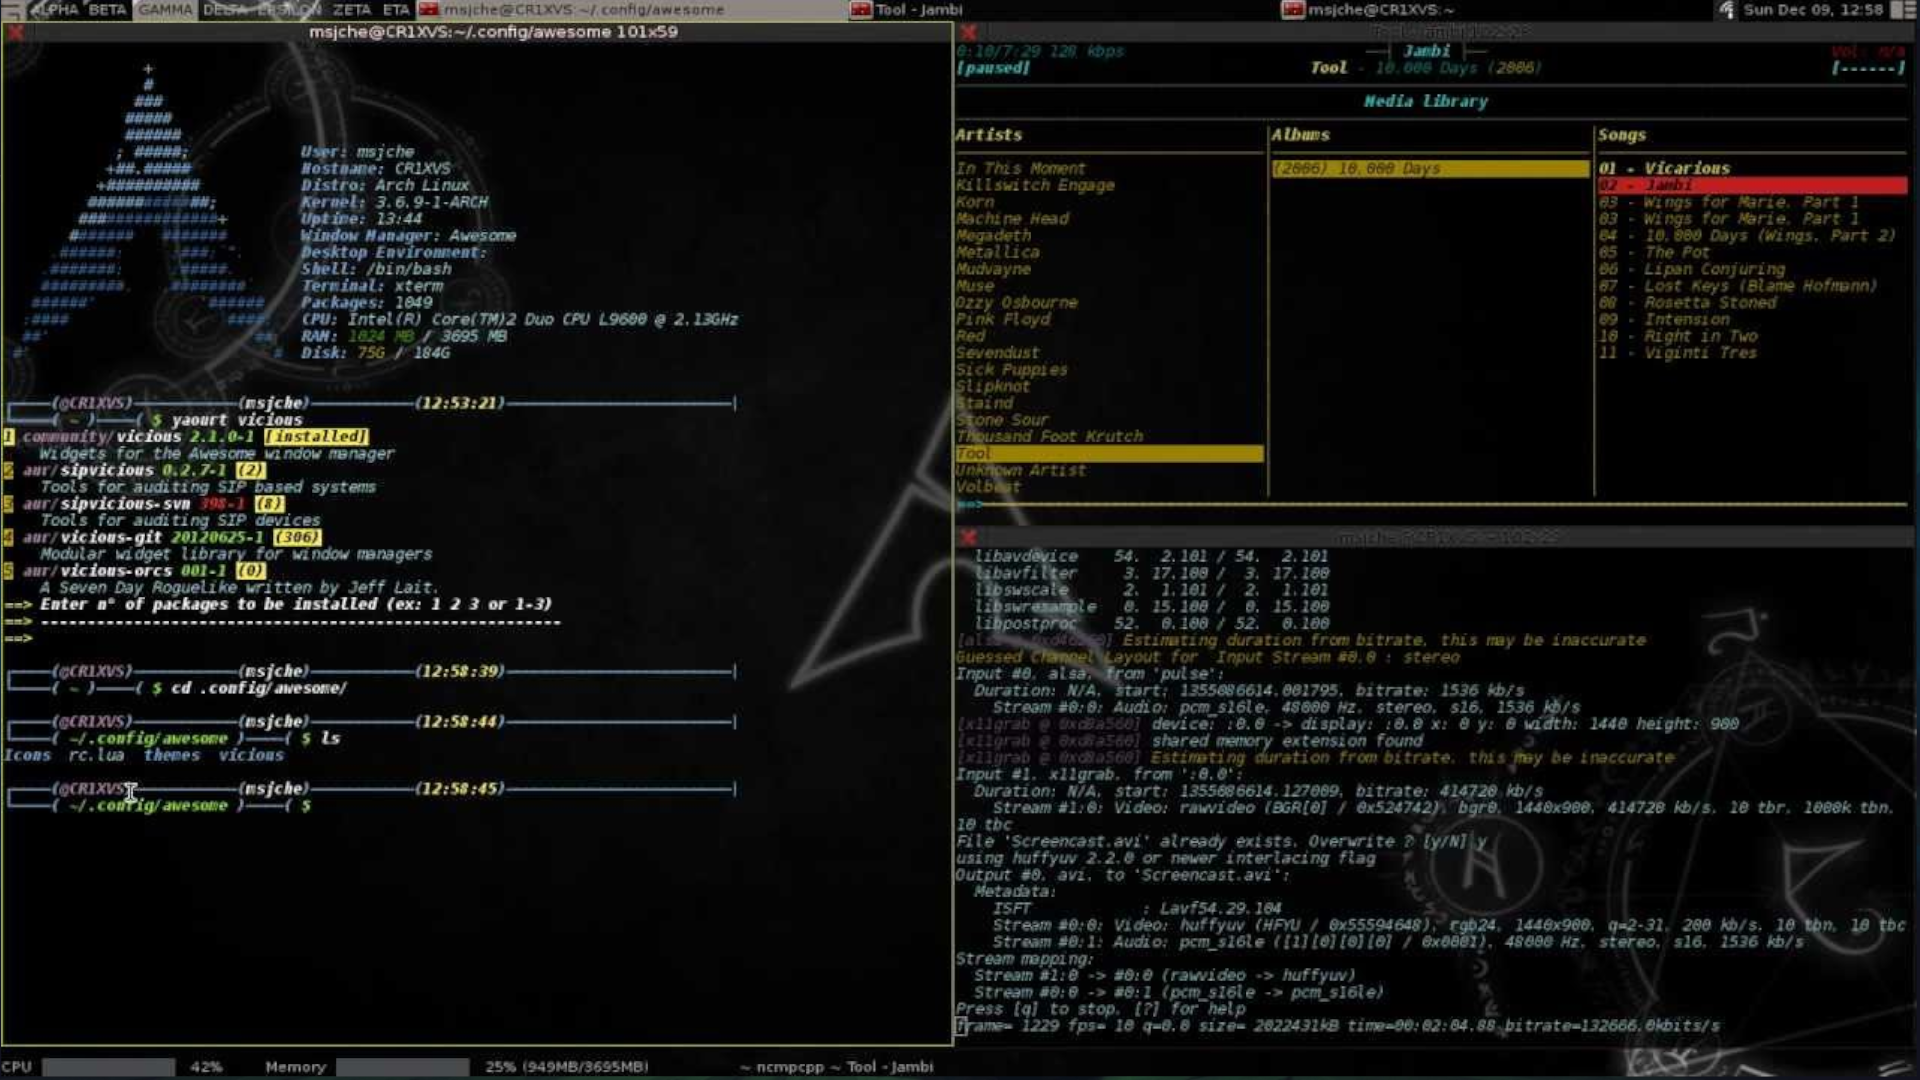 ALPHA BETA GAMMA DELTA EPSILON ZETA ETA msjche@CR1XVS: ~/.config/awesome Tool - Jambi msjche@CR1XVS: ~ Sun Dec 09, 12:58
msjche@CR1XVS:~/.config/awesome 101x59
User: msjche
Hostname: CR1XVS
Distro: Arch Linux
Kernel: 3.6.9-1-ARCH
Uptime: 13:44
Window Manager: Awesome
Desktop Environment:
Shell: /bin/bash
Terminal: xterm
Packages: 1049
CPU: Intel(R) Core(TM)2 Duo CPU L9600 @ 2.13GHz
RAM: 1024 MB / 3695 MB
Disk: 75G / 184G
(@CR1XVS) (msjche) (12:53:21)
( ~ ) ( $ yaourt vicious
1 community/vicious 2.1.0-1 [installed]
Widgets for the Awesome window manager
2 aur/sipvicious 0.2.7-1 (2)
Tools for auditing SIP based systems
3 aur/sipvicious-svn 398-1 (8)
Tools for auditing SIP devices
4 aur/vicious-git 20120625-1 (306)
Modular widget library for window managers
5 aur/vicious-orcs 001-1 (0)
A Seven Day Roguelike written by Jeff Lait.
==> Enter n° of packages to be installed (ex: 1 2 3 or 1-3)
==> --------------------------------------------------------
==>
(@CR1XVS) (msjche) (12:58:39)
( ~ ) ( $ cd .config/awesome/
(@CR1XVS) (msjche) (12:58:44)
( ~/.config/awesome ) ( $ ls
Icons rc.lua themes vicious
(@CR1XVS) (msjche) (12:58:45)
( ~/.config/awesome ) ( $
0:10/7:29 128 kbps Jambi Vol: n/a
[paused] Tool - 10,000 Days (2006) [------]
Media library
Artists Albums Songs
In This Moment (2006) 10,000 Days 01 - Vicarious
Killswitch Engage 02 - Jambi
Korn 03 - Wings for Marie, Part 1
Machine Head 03 - Wings for Marie, Part 1
Megadeth 04 - 10,000 Days (Wings, Part 2)
Metallica 05 - The Pot
Mudvayne 06 - Lipan Conjuring
Muse 07 - Lost Keys (Blame Hofmann)
Ozzy Osbourne 08 - Rosetta Stoned
Pink Floyd 09 - Intension
Red 10 - Right in Two
Sevendust 11 - Viginti Tres
Sick Puppies
Slipknot
Staind
Stone Sour
Thousand Foot Krutch
Tool
Unknown Artist
Volbeat
==>
libavdevice 54. 2.101 / 54. 2.101
libavfilter 3. 17.100 / 3. 17.100
libswscale 2. 1.101 / 2. 1.101
libswresample 0. 15.100 / 0. 15.100
libpostproc 52. 0.100 / 52. 0.100
Estimating duration from bitrate, this may be inaccurate
Guessed Channel Layout for Input Stream #0.0 : stereo
Input #0, alsa, from 'pulse':
Duration: N/A, start: 1355086614.001795, bitrate: 1536 kb/s
Stream #0:0: Audio: pcm_s16le, 48000 Hz, stereo, s16, 1536 kb/s
[x11grab @ 0xd8a560] device: :0.0 -> display: :0.0 x: 0 y: 0 width: 1440 height: 900
[x11grab @ 0xd8a560] shared memory extension found
[x11grab @ 0xd8a560] Estimating duration from bitrate, this may be inaccurate
Input #1, x11grab, from ':0.0':
Duration: N/A, start: 1355086614.127009, bitrate: 414720 kb/s
Stream #1:0: Video: rawvideo (BGR[0] / 0x524742), bgr0, 1440x900, 414720 kb/s, 10 tbr, 1000k tbn,
10 tbc
File 'Screencast.avi' already exists. Overwrite ? [y/N] y
using huffyuv 2.2.0 or newer interlacing flag
Output #0, avi, to 'Screencast.avi':
Metadata:
ISFT : Lavf54.29.104
Stream #0:0: Video: huffyuv (HFYU / 0x55594648), rgb24, 1440x900, q=2-31, 200 kb/s, 10 tbn, 10 tbc
Stream #0:1: Audio: pcm_s16le ([1][0][0][0] / 0x0001), 48000 Hz, stereo, s16, 1536 kb/s
Stream mapping:
Stream #1:0 -> #0:0 (rawvideo -> huffyuv)
Stream #0:0 -> #0:1 (pcm_s16le -> pcm_s16le)
Press [q] to stop, [?] for help
frame= 1229 fps= 10 q=0.0 size= 2022431kB time=00:02:04.88 bitrate=132666.0kbits/s
CPU 42% Memory 25% (949MB/3695MB) ~ ncmpcpp ~ Tool - Jambi